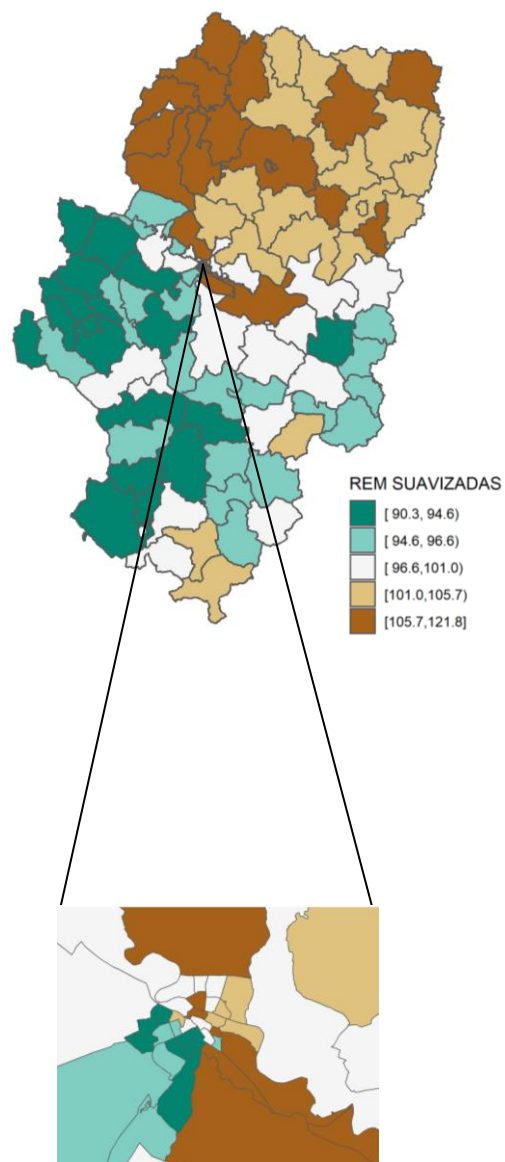 REM SUAVIZADAS
[ 90.3, 94.6)
[ 94.6, 96.6)
[ 96.6,101.0)
[101.0,105.7)
[105.7,121.8]